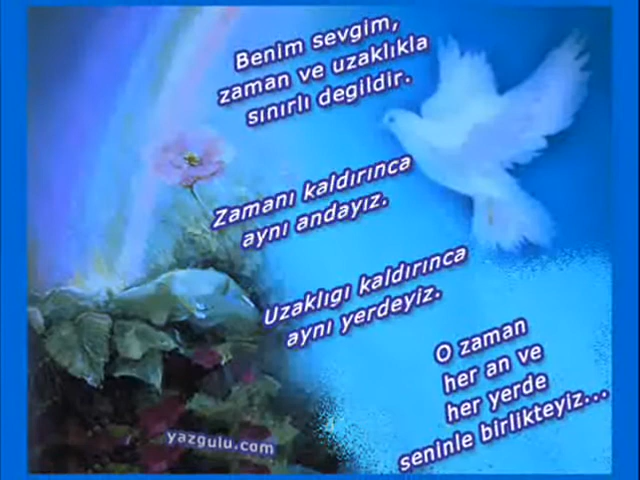 Benim sevgim,
zaman ve uzaklıkla
sınırlı degildir.
Zamanı kaldırınca
aynı andayız.
Uzaklıgı kaldırınca
aynı yerdeyiz.
O zaman
her an ve
her yerde
seninle birlikteyiz...
yazgulu.com